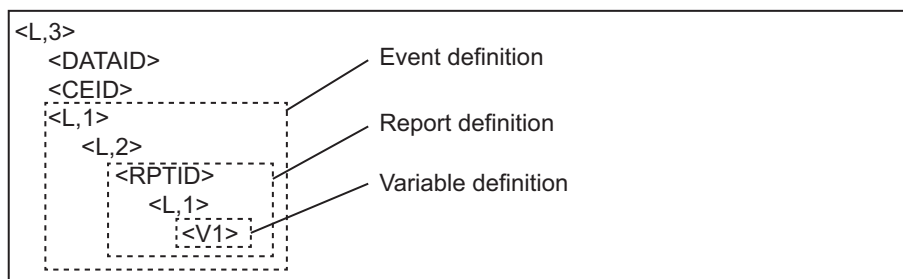 <L,3>
<DATAID>
Event definition
<CEID>
<L,1>
Report definition
<L,2>
<RPTID>
Variable definition
<L,1>
<V1>